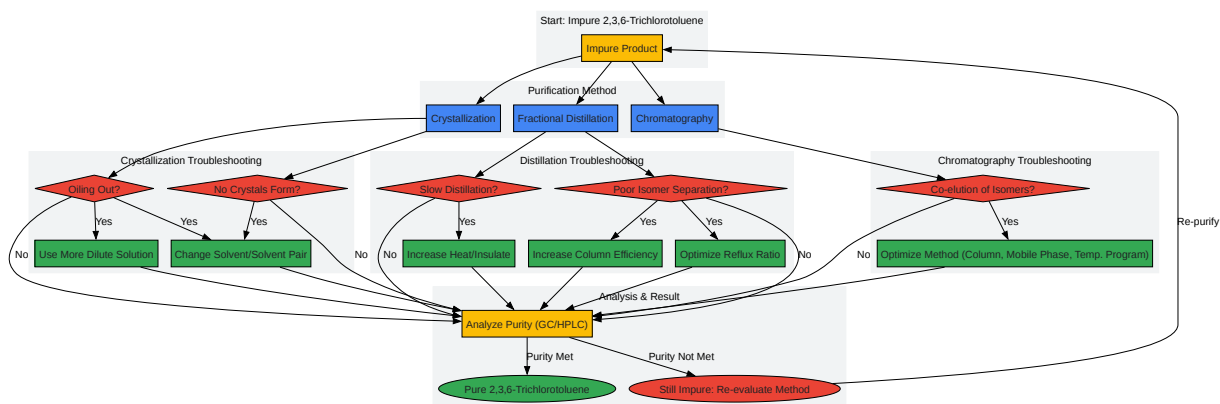 Start: Impure 2,3,6-Trichlorotoluene
Impure Product
Purification Method
Crystallization
Fractional Distillation
Chromatography
Crystallization Troubleshooting
Distillation Troubleshooting
Chromatography Troubleshooting
Oiling Out?
No Crystals Form?
Slow Distillation?
Poor Isomer Separation?
Co-elution of Isomers?
Yes
Yes
Yes
Yes
Yes
Yes
Yes
Re-purify
No
Use More Dilute Solution
Change Solvent/Solvent Pair
No
No
Increase Heat/Insulate
Increase Column Efficiency
Optimize Reflux Ratio
No
No
Optimize Method (Column, Mobile Phase, Temp. Program)
Analysis & Result
Analyze Purity (GC/HPLC)
Purity Met
Purity Not Met
Pure 2,3,6-Trichlorotoluene
Still Impure: Re-evaluate Method